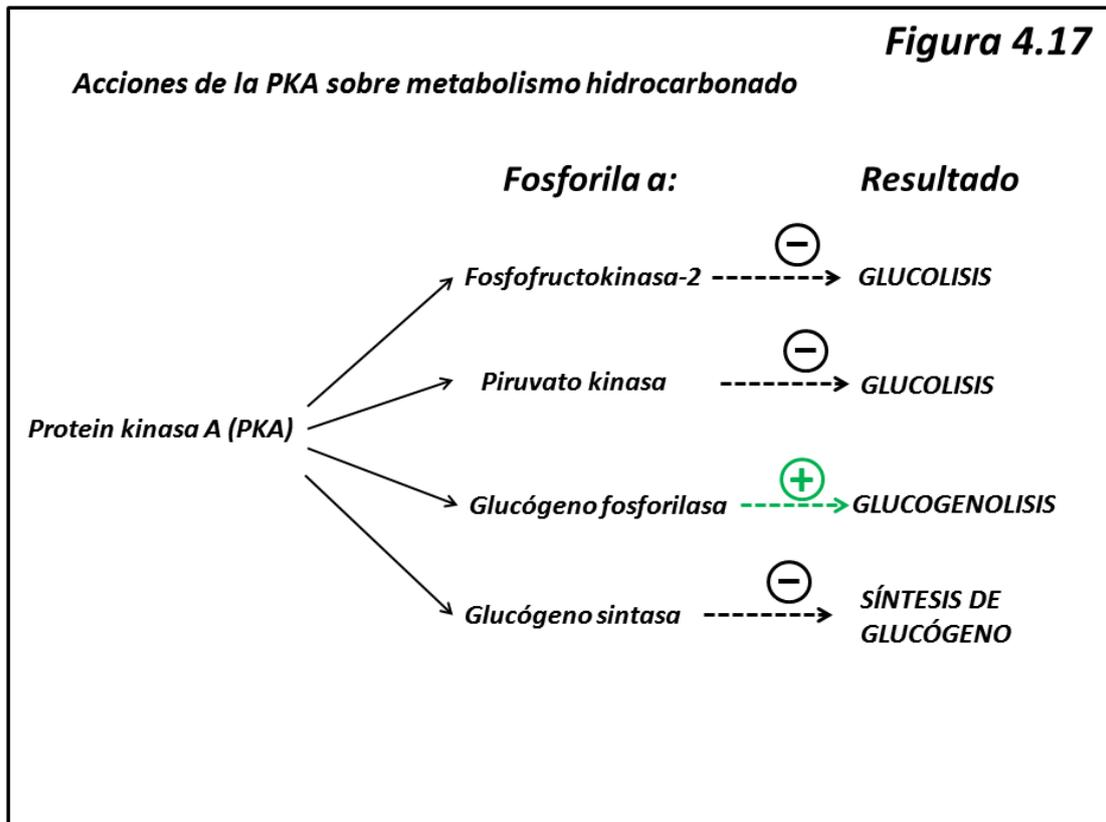 Figura 4.17
Acciones de la PKA sobre metabolismo hidrocarbonado
Fosforila a: Resultado
Fosfofructokinasa-2 − GLUCOLISIS
Piruvato kinasa − GLUCOLISIS
Protein kinasa A (PKA)
Glucógeno fosforilasa + GLUCOGENOLISIS
Glucógeno sintasa − SÍNTESIS DE
GLUCÓGENO